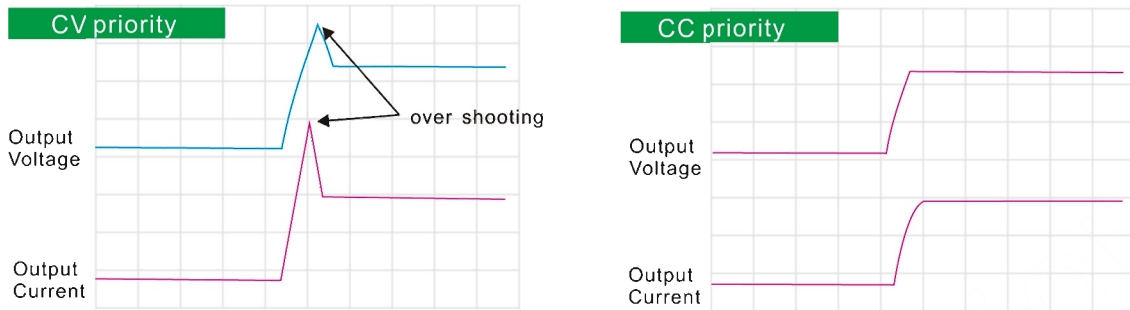 CV priority
over shooting
Output
Voltage
Output
Current
CC priority
Output
Voltage
Output
Current